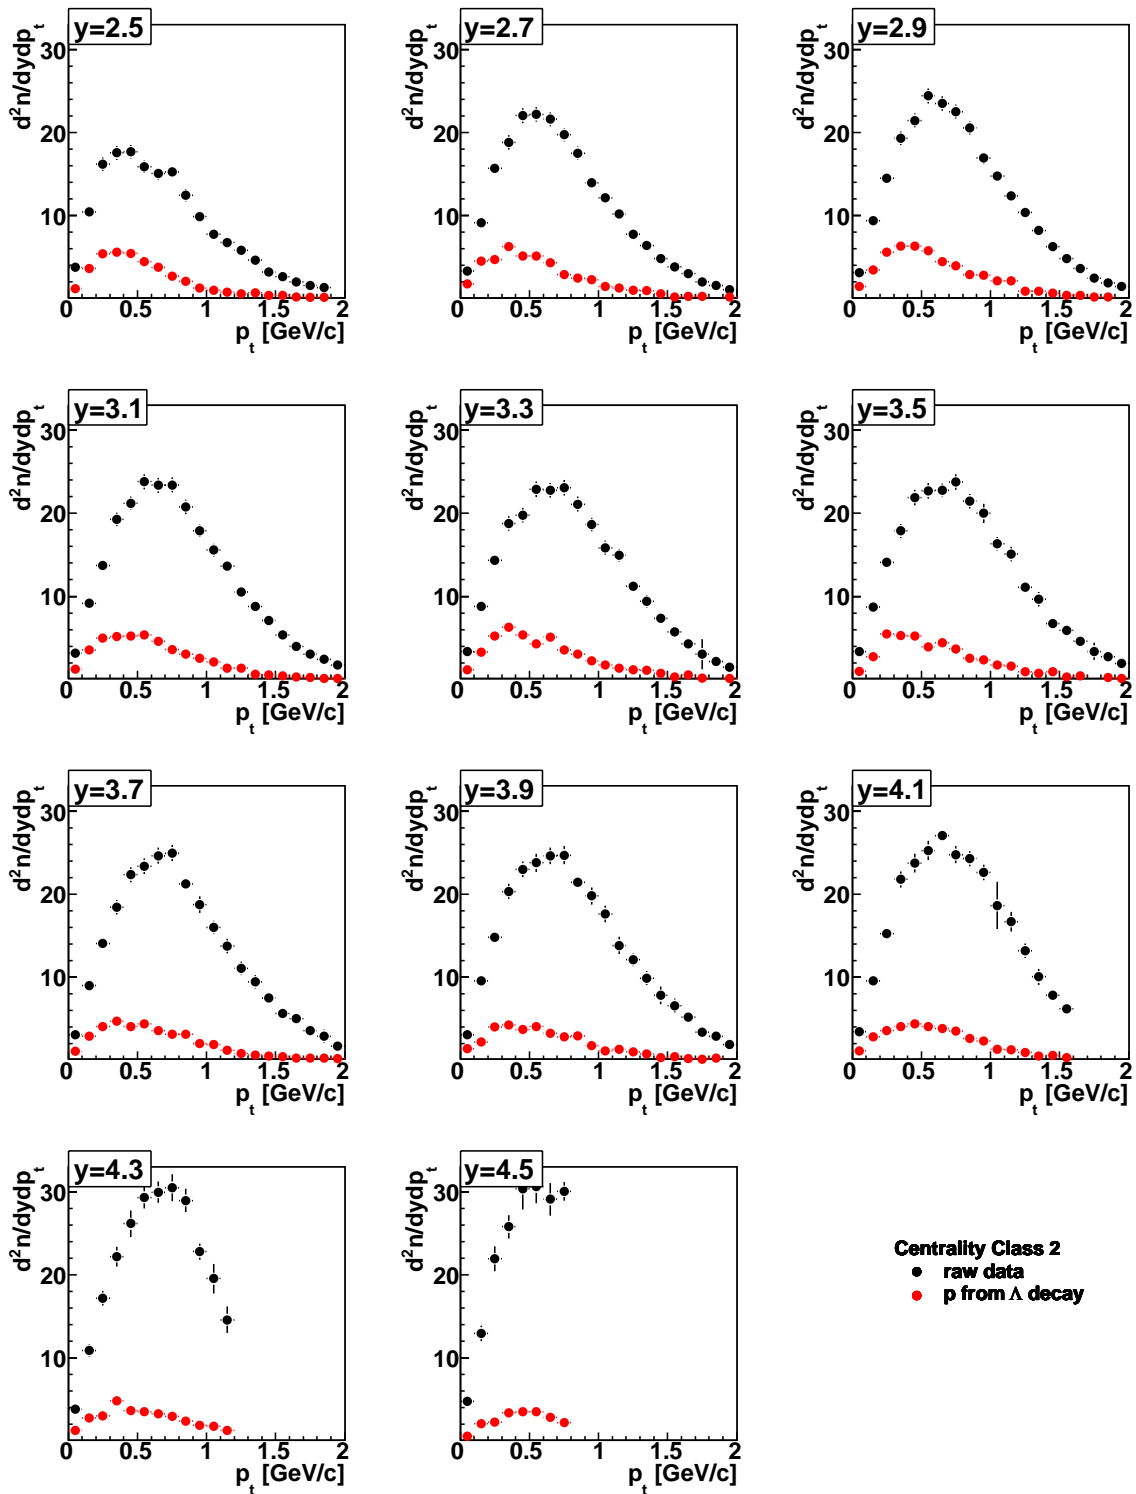 y=2.5
d²n/dydp_t
30
20
10
0 0.5 1 1.5 2
p_t [GeV/c]
y=2.7
d²n/dydp_t
30
20
10
0 0.5 1 1.5 2
p_t [GeV/c]
y=2.9
d²n/dydp_t
30
20
10
0 0.5 1 1.5 2
p_t [GeV/c]
y=3.1
d²n/dydp_t
30
20
10
0 0.5 1 1.5 2
p_t [GeV/c]
y=3.3
d²n/dydp_t
30
20
10
0 0.5 1 1.5 2
p_t [GeV/c]
y=3.5
d²n/dydp_t
30
20
10
0 0.5 1 1.5 2
p_t [GeV/c]
y=3.7
d²n/dydp_t
30
20
10
0 0.5 1 1.5 2
p_t [GeV/c]
y=3.9
d²n/dydp_t
30
20
10
0 0.5 1 1.5 2
p_t [GeV/c]
y=4.1
d²n/dydp_t
30
20
10
0 0.5 1 1.5 2
p_t [GeV/c]
y=4.3
d²n/dydp_t
30
20
10
0 0.5 1 1.5 2
p_t [GeV/c]
y=4.5
d²n/dydp_t
30
20
10
0 0.5 1 1.5 2
p_t [GeV/c]
Centrality Class 2
raw data
p from Λ decay